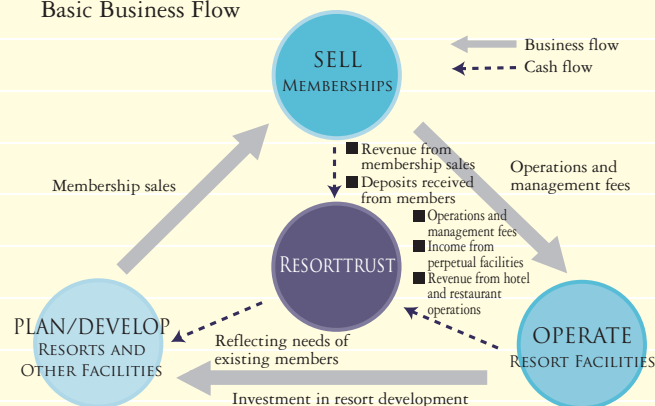 Basic Business Flow
SELL
MEMBERSHIPS
Business flow
Cash flow
Membership sales
■ Revenue from
membership sales
■ Deposits received
from members
Operations and
management fees
■ Operations and
management fees
■ Income from
perpetual facilities
■ Revenue from hotel
and restaurant
operations
RESORTTRUST
PLAN/DEVELOP
RESORTS AND
OTHER FACILITIES
Reflecting needs of
existing members
Investment in resort development
OPERATE
RESORT FACILITIES